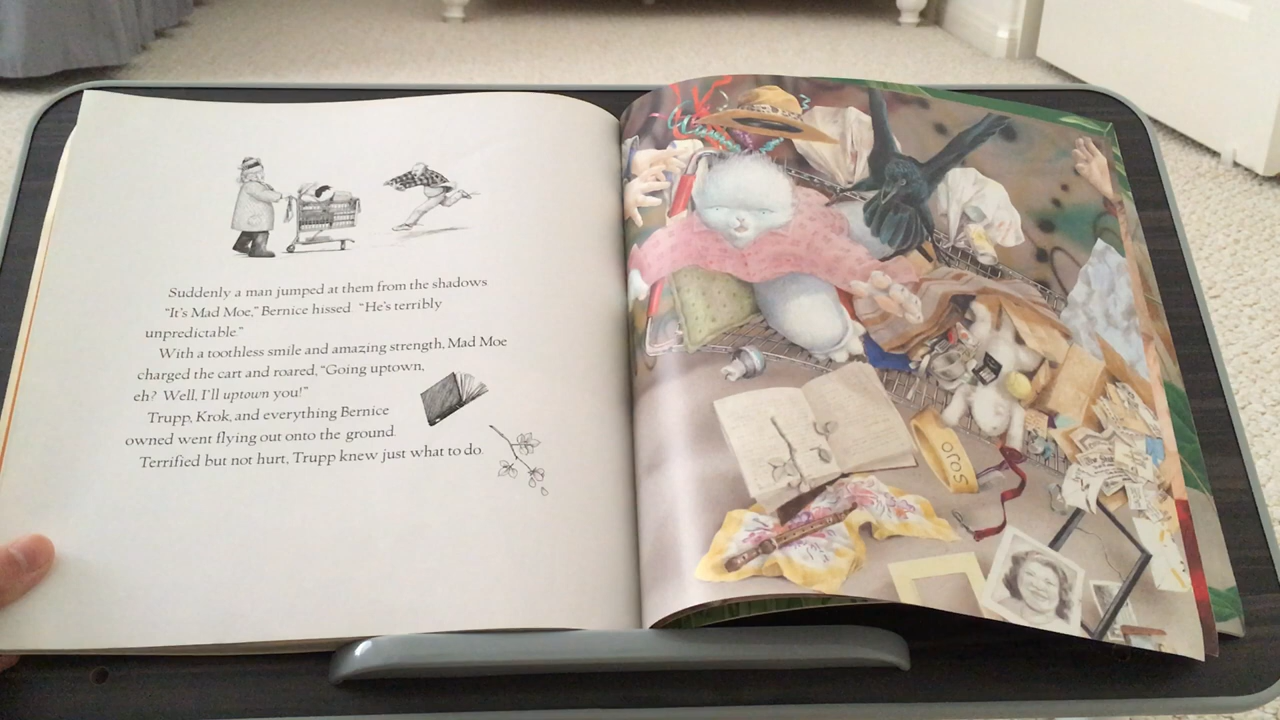 Suddenly a man jumped at them from the shadows
"It's Mad Moe," Bernice hissed "He's terribly
unpredictable."
With a toothless smile and amazing strength, Mad Moe
charged the cart and roared, "Going uptown,
eh? Well, I'll uptown you!"
Trupp, Krok, and everything Bernice
owned went flying out onto the ground.
Terrified but not hurt, Trupp knew just what to do.
OJOS